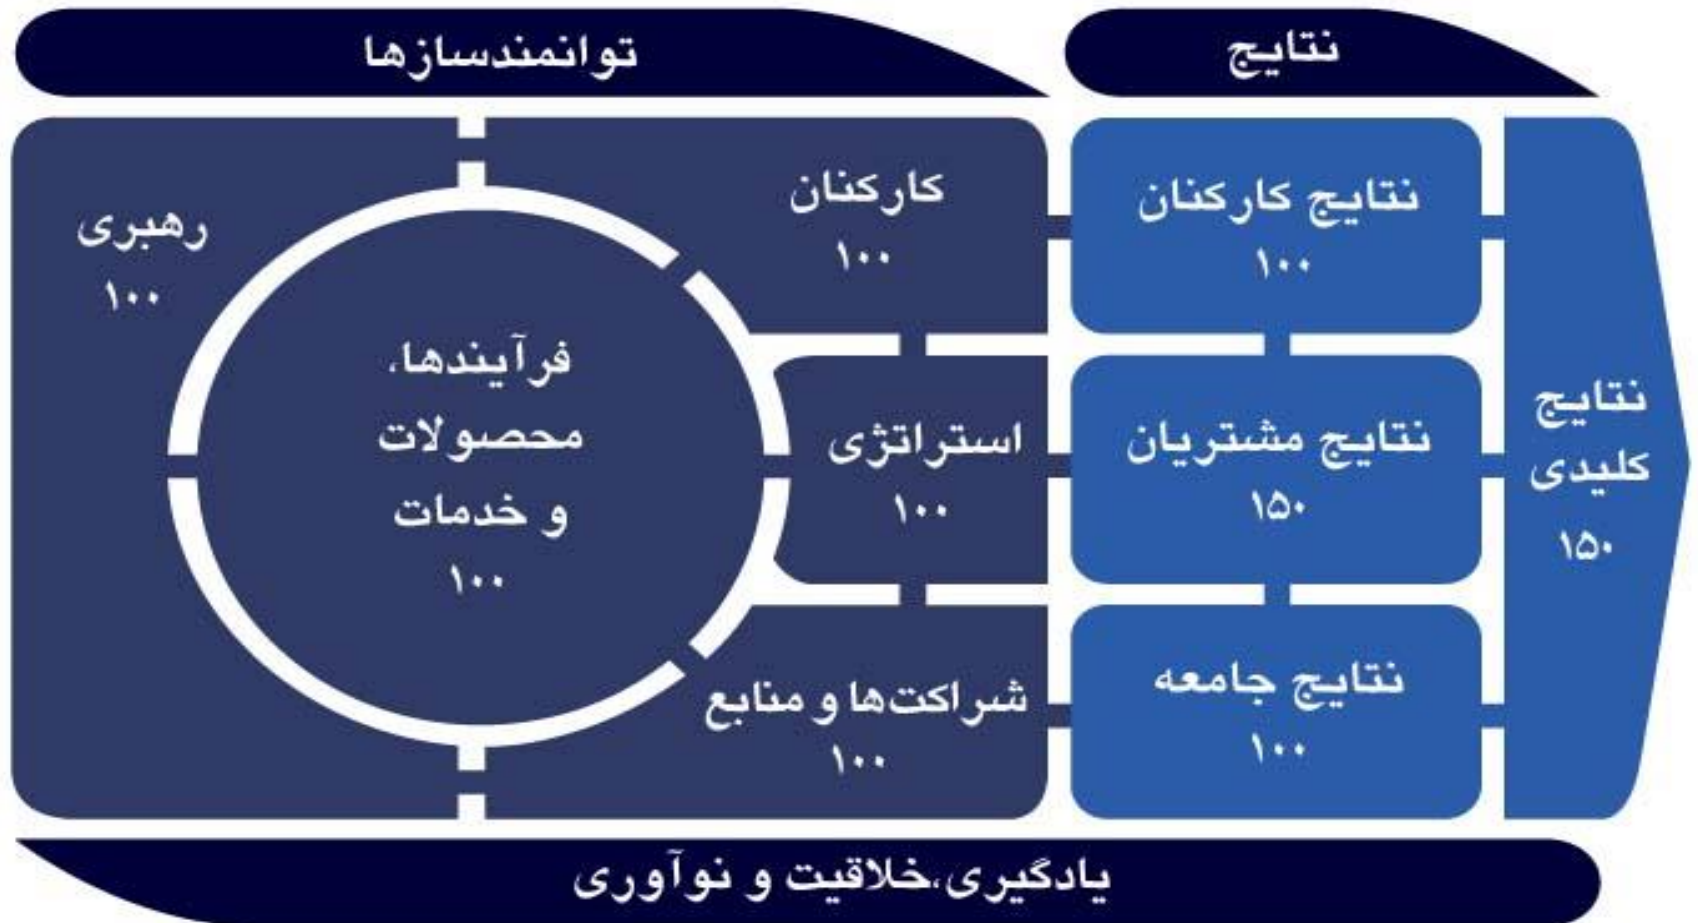 توانمندسازها
نتایج
رهبری
۱۰۰
فرآیندها،
محصولات
و خدمات
۱۰۰
کارکنان
۱۰۰
استراتژی
۱۰۰
شراکت‌ها و منابع
۱۰۰
نتایج کارکنان
۱۰۰
نتایج مشتریان
۱۵۰
نتایج جامعه
۱۰۰
نتایج
کلیدی
۱۵۰
یادگیری،خلاقیت و نوآوری